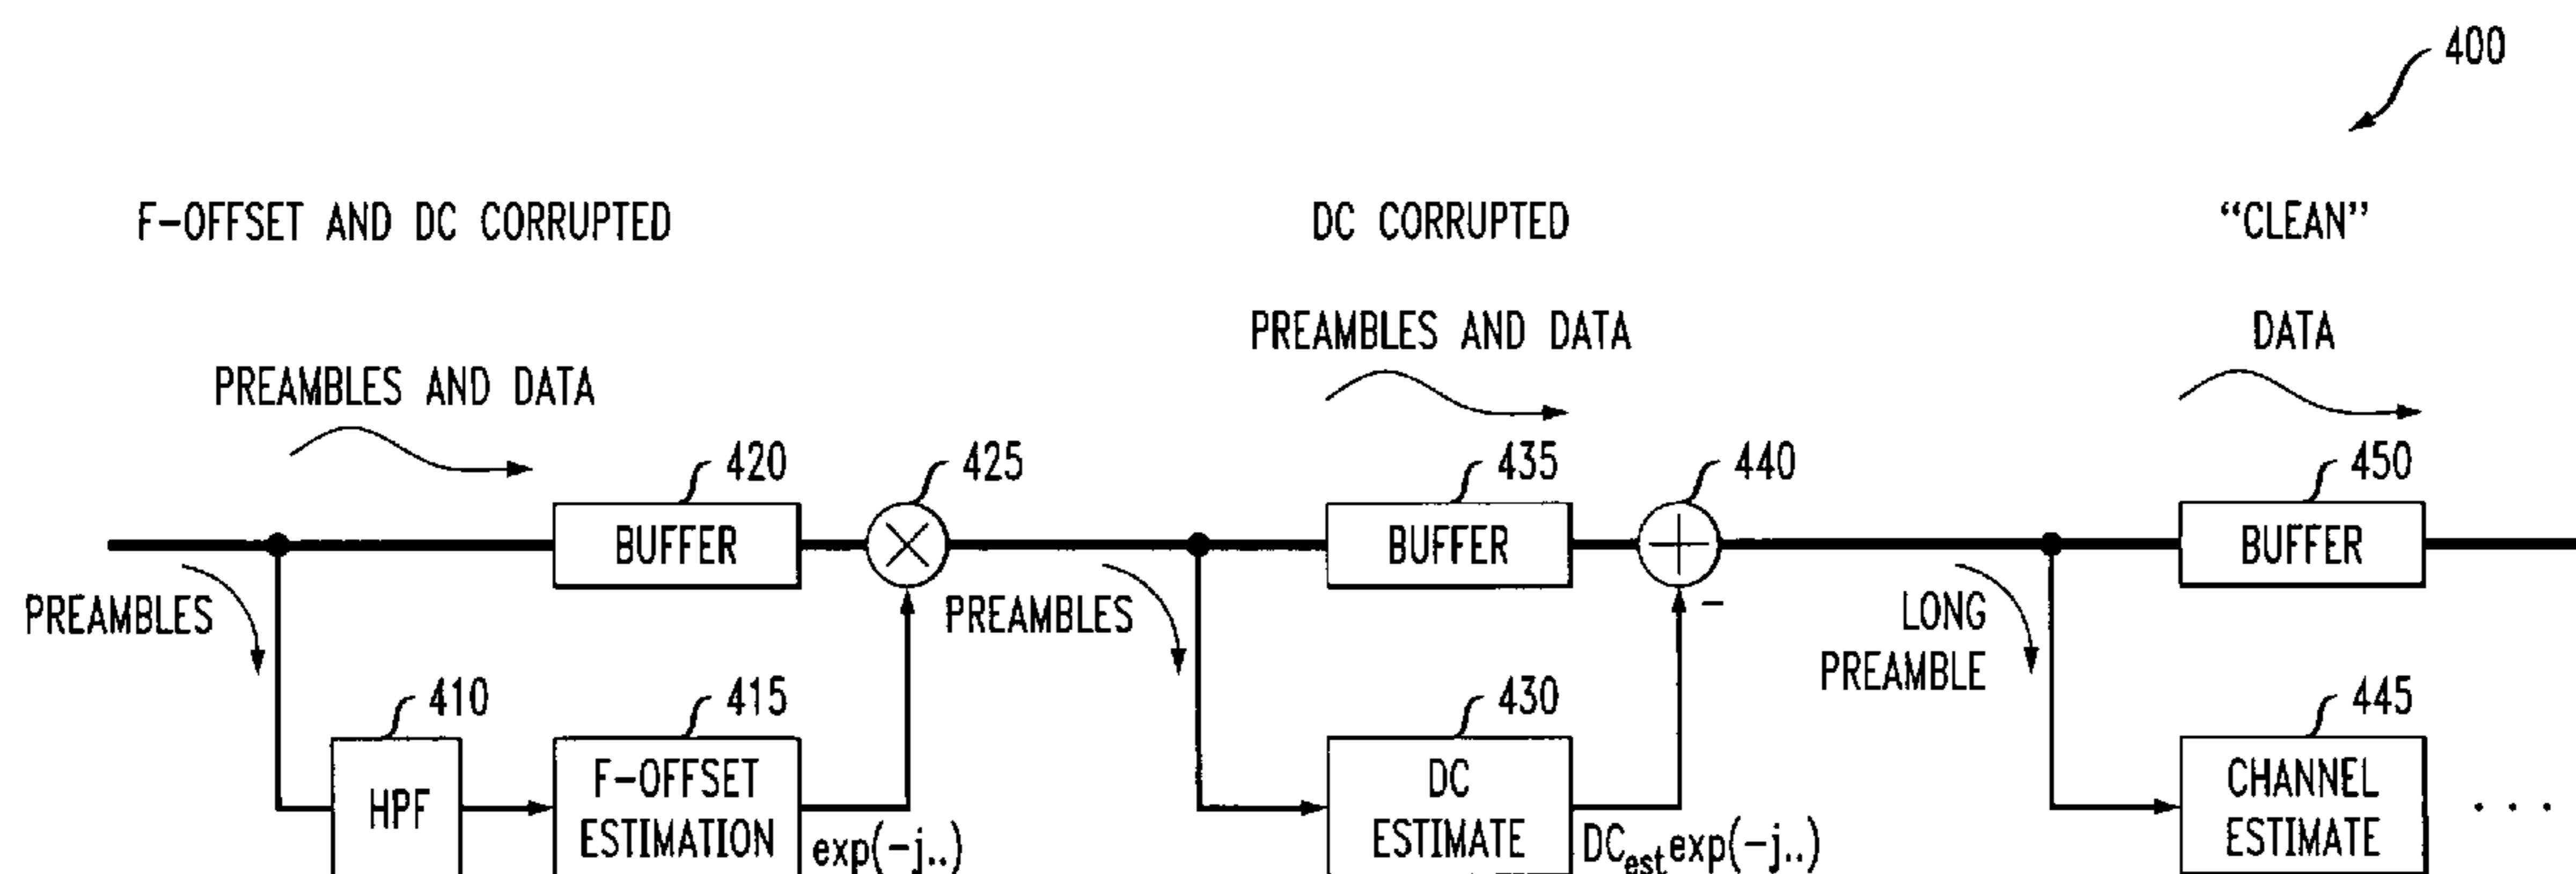 400
F-OFFSET AND DC CORRUPTED
DC CORRUPTED
“CLEAN”
PREAMBLES AND DATA
PREAMBLES AND DATA
DATA
420
425
435
440
450
BUFFER
BUFFER
BUFFER
PREAMBLES
PREAMBLES
–
LONG
PREAMBLE
410
415
430
445
HPF
F-OFFSET
ESTIMATION
exp(-j..)
DC
ESTIMATE
DCestexp(-j..)
CHANNEL
ESTIMATE
. . .